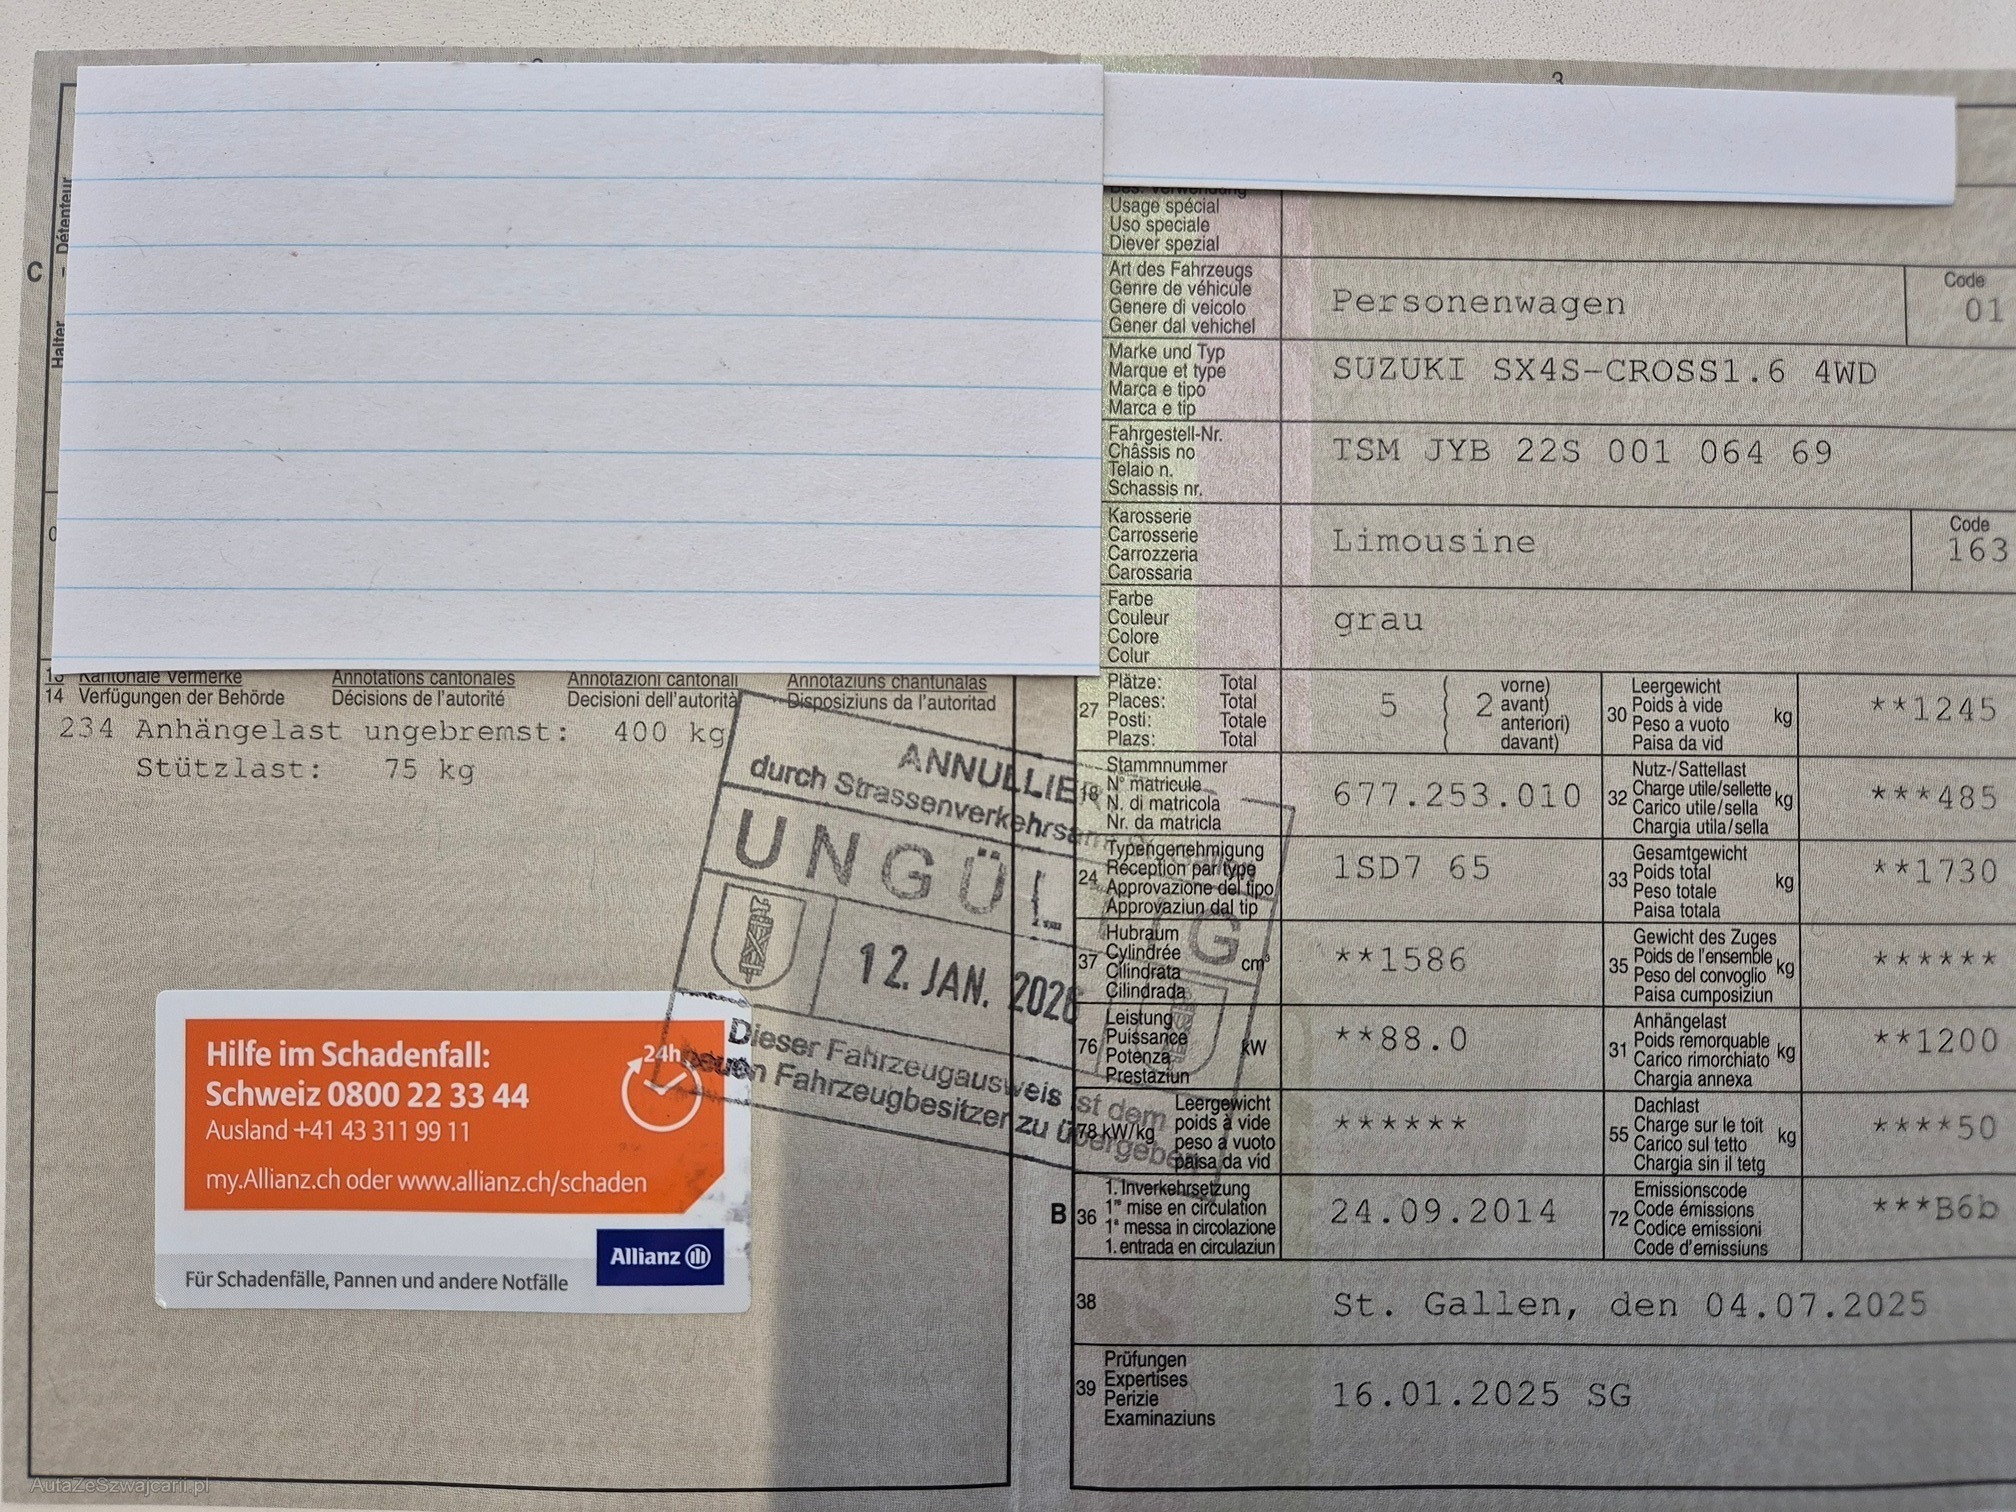 3
C
Halter - Détenteur
Usage spécial
Uso speciale
Diever spezial
Art des Fahrzeugs
Genre de véhicule
Genere di veicolo
Gener dal vehichel
Personenwagen
Code
01
Marke und Typ
Marque et type
Marca e tipo
Marca e tip
SUZUKI SX4S-CROSS1.6 4WD
Fahrgestell-Nr.
Châssis no
Telaio n.
Schassis nr.
TSM JYB 22S 001 064 69
Karosserie
Carrosserie
Carrozzeria
Carossaria
Limousine
Code
163
Farbe
Couleur
Colore
Colur
grau
13 Kantonale Vermerke Annotations cantonales Annotazioni cantonali Annotaziuns chantunalas
14 Verfügungen der Behörde Décisions de l'autorité Decisioni dell'autorità Disposiziuns da l'autoritad
234 Anhängelast ungebremst: 400 kg
Stützlast: 75 kg
27
Plätze: Total
Places: Total
Posti: Totale
Plazs: Total
5 { 2
vorne)
avant)
anteriori)
davant)
30
Leergewicht
Poids à vide
Peso a vuoto
Paisa da vid
kg
**1245
18
Stammnummer
N° matricule
N. di matricola
Nr. da matricla
677.253.010
32
Nutz-/Sattellast
Charge utile/sellette
Carico utile/sella
Chargia utila/sella
kg
***485
24
Typengenehmigung
Réception par type
Approvazione del tipo
Approvaziun dal tip
1SD7 65
33
Gesamtgewicht
Poids total
Peso totale
Paisa totala
kg
**1730
37
Hubraum
Cylindrée
Cilindrata
Cilindrada
cm³
**1586
35
Gewicht des Zuges
Poids de l'ensemble
Peso del convoglio
Paisa cumposiziun
kg
******
76
Leistung
Puissance
Potenza
Prestaziun
kW
**88.0
31
Anhängelast
Poids remorquable
Carico rimorchiato
Chargia annexa
kg
**1200
78 kW/kg
Leergewicht
poids à vide
peso a vuoto
paisa da vid
******
55
Dachlast
Charge sur le toit
Carico sul tetto
Chargia sin il tetg
kg
****50
B
36
1. Inverkehrsetzung
1re mise en circulation
1a messa in circolazione
1. entrada en circulaziun
24.09.2014
72
Emissionscode
Code émissions
Codice emissioni
Code d'emissiuns
***B6b
38
St. Gallen, den 04.07.2025
39
Prüfungen
Expertises
Perizie
Examinaziuns
16.01.2025 SG
durch Strassenverkehrsamt
UNGÜLTIG
12. JAN. 2026
Dieser Fahrzeugausweis ist dem
neuen Fahrzeugbesitzer zu übergeben
Hilfe im Schadenfall:
24h
Schweiz 0800 22 33 44
Ausland +41 43 311 99 11
my.Allianz.ch oder www.allianz.ch/schaden
Allianz
Für Schadenfälle, Pannen und andere Notfälle
AutaZeSzwajcarii.pl